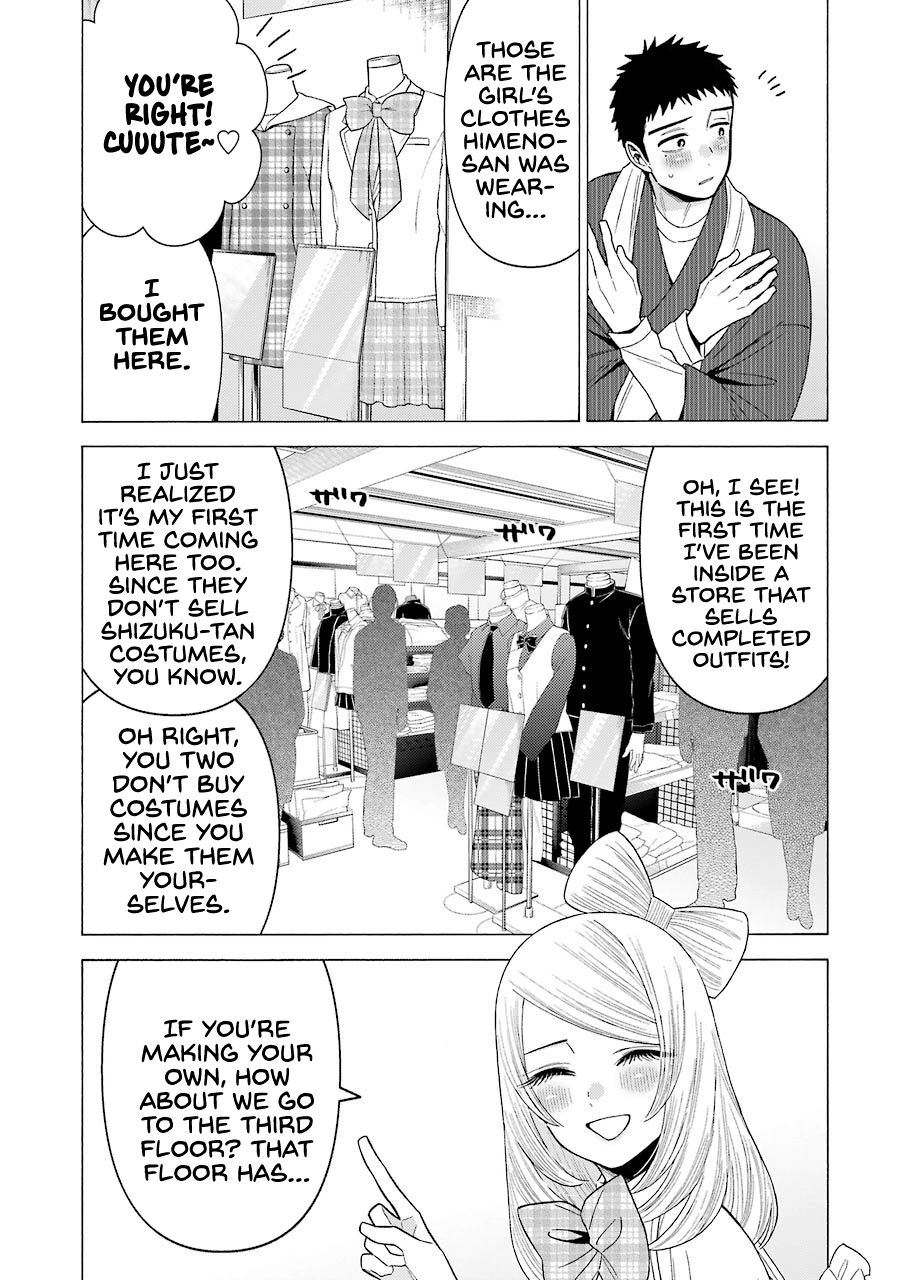 THOSE
ARE THE
GIRL'S
CLOTHES
HIMENO-
SAN WAS
WEAR-
ING...
YOU'RE
RIGHT!
CUUUTE~♡
I
BOUGHT
THEM
HERE.
OH, I SEE!
THIS IS THE
FIRST TIME
I'VE BEEN
INSIDE A
STORE THAT
SELLS
COMPLETED
OUTFITS!
ザワ
ザワ
ザワ
I JUST
REALIZED
IT'S MY FIRST
TIME COMING
HERE TOO.
SINCE THEY
DON'T SELL
SHIZUKU-TAN
COSTUMES,
YOU KNOW.
OH RIGHT,
YOU TWO
DON'T BUY
COSTUMES
SINCE YOU
MAKE THEM
YOUR-
SELVES.
IF YOU'RE
MAKING YOUR
OWN, HOW
ABOUT WE GO
TO THE THIRD
FLOOR? THAT
FLOOR HAS...